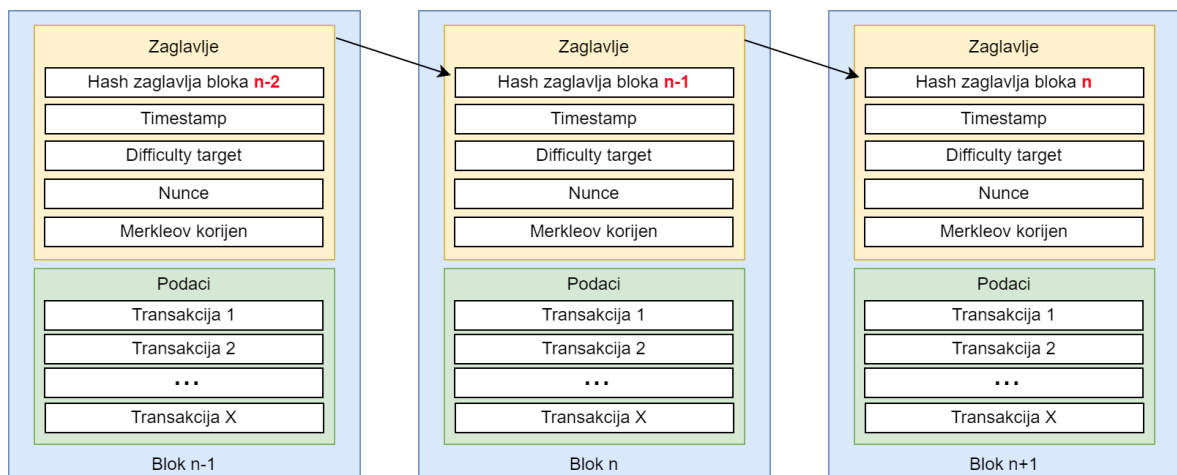 Zaglavlje
Hash zaglavlja bloka n-2
Timestamp
Difficulty target
Nunce
Merkleov korijen
Podaci
Transakcija 1
Transakcija 2
...
Transakcija X
Blok n-1
Zaglavlje
Hash zaglavlja bloka n-1
Timestamp
Difficulty target
Nunce
Merkleov korijen
Podaci
Transakcija 1
Transakcija 2
...
Transakcija X
Blok n
Zaglavlje
Hash zaglavlja bloka n
Timestamp
Difficulty target
Nunce
Merkleov korijen
Podaci
Transakcija 1
Transakcija 2
...
Transakcija X
Blok n+1